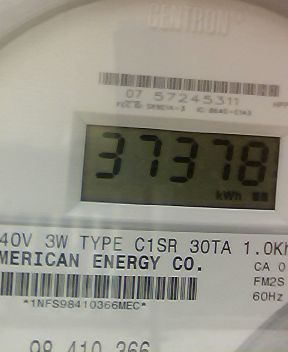 CENTRON
07 57245311
37378
kWh
40V 3W TYPE C1SR 30TA 1.0Kh
MERICAN ENERGY CO.
CA 0
FM2S
60Hz
*1NFS98410366MEC*
98 410 366